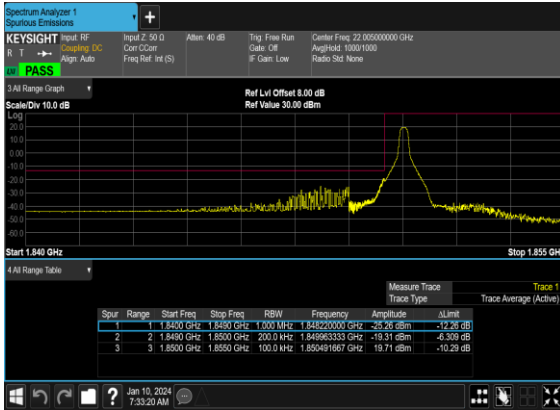 Spectrum Analyzer 1
Spurious Emissions
+
KEYSIGHT Input: RF Input Z: 50 Ω Atten: 40 dB Trig: Free Run Center Freq: 22.005000000 GHz
R T Coupling: DC Corr CCorr Gate: Off Avg|Hold: 1000/1000
Align: Auto Freq Ref: Int (S) IF Gain: Low Radio Std: None
PASS
3 All Range Graph
Ref Lvl Offset 8.00 dB
Scale/Div 10.0 dB Ref Value 30.00 dBm
Log
20.0
10.0
0.00
-10.0
-20.0
-30.0
-40.0
-50.0
-60.0
Start 1.840 GHz Stop 1.855 GH
4 All Range Table
Measure Trace Trace 1
Trace Type Trace Average (Active)
Spur Range Start Freq Stop Freq RBW Frequency Amplitude ΔLimit
1 1 1.8400 GHz 1.8490 GHz 1.000 MHz 1.848220000 GHz -25.26 dBm -12.26 dB
2 2 1.8490 GHz 1.8500 GHz 200.0 kHz 1.849963333 GHz -19.31 dBm -6.309 dB
3 3 1.8500 GHz 1.8550 GHz 100.0 kHz 1.850491667 GHz 19.71 dBm -10.29 dB
? Jan 10, 2024
7:33:20 AM